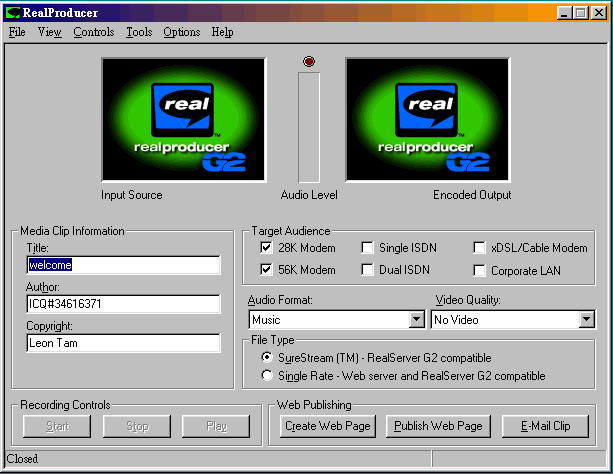 RealProducer
File View Controls Tools Options Help
real
realproducer
G2
real
realproducer
G2
Input Source Audio Level Encoded Output
Media Clip Information
Title:
welcome
Author:
ICQ#34616371
Copyright:
Leon Tam
Target Audience
28K Modem Single ISDN xDSL/Cable Modem
56K Modem Dual ISDN Corporate LAN
Audio Format: Video Quality:
Music No Video
File Type
SureStream (TM) - RealServer G2 compatible
Single Rate - Web server and RealServer G2 compatible
Recording Controls
Start Stop Play
Web Publishing
Create Web Page Publish Web Page E-Mail Clip
Closed